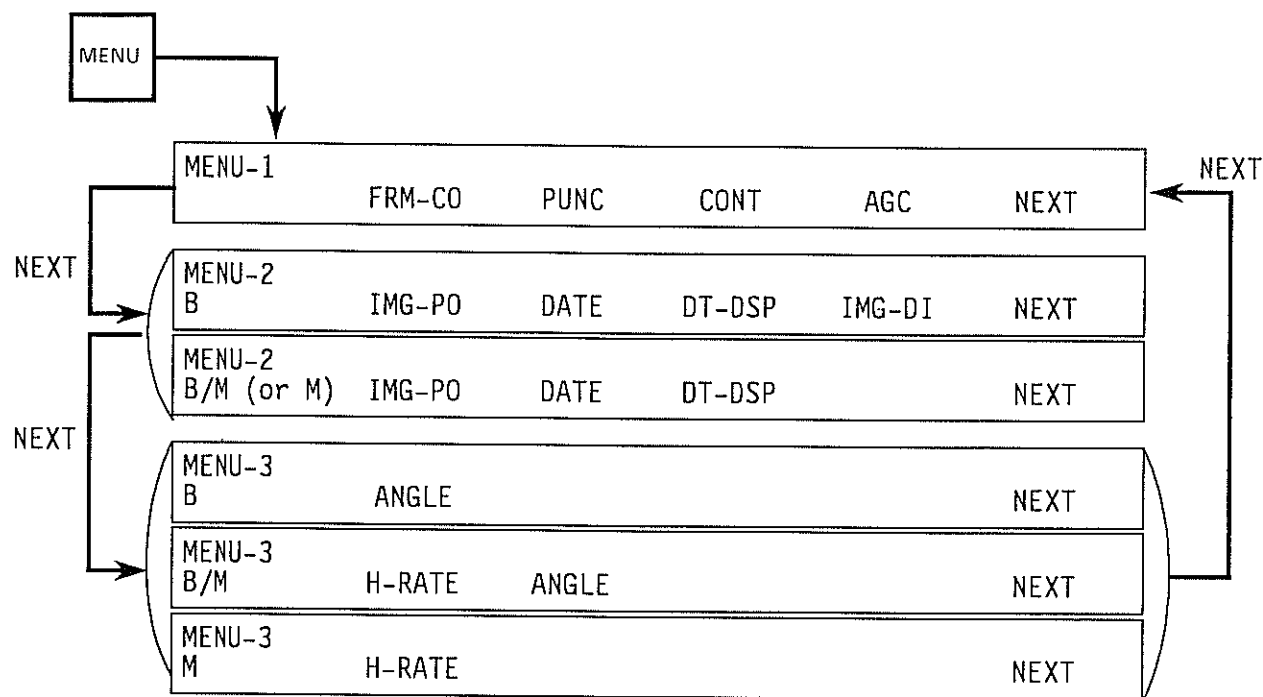 MENU
MENU-1
NEXT
FRM-CO PUNC CONT AGC NEXT
NEXT
MENU-2
B IMG-PO DATE DT-DSP IMG-DI NEXT
MENU-2
B/M (or M) IMG-PO DATE DT-DSP NEXT
NEXT
MENU-3
B ANGLE NEXT
MENU-3
B/M H-RATE ANGLE NEXT
MENU-3
M H-RATE NEXT